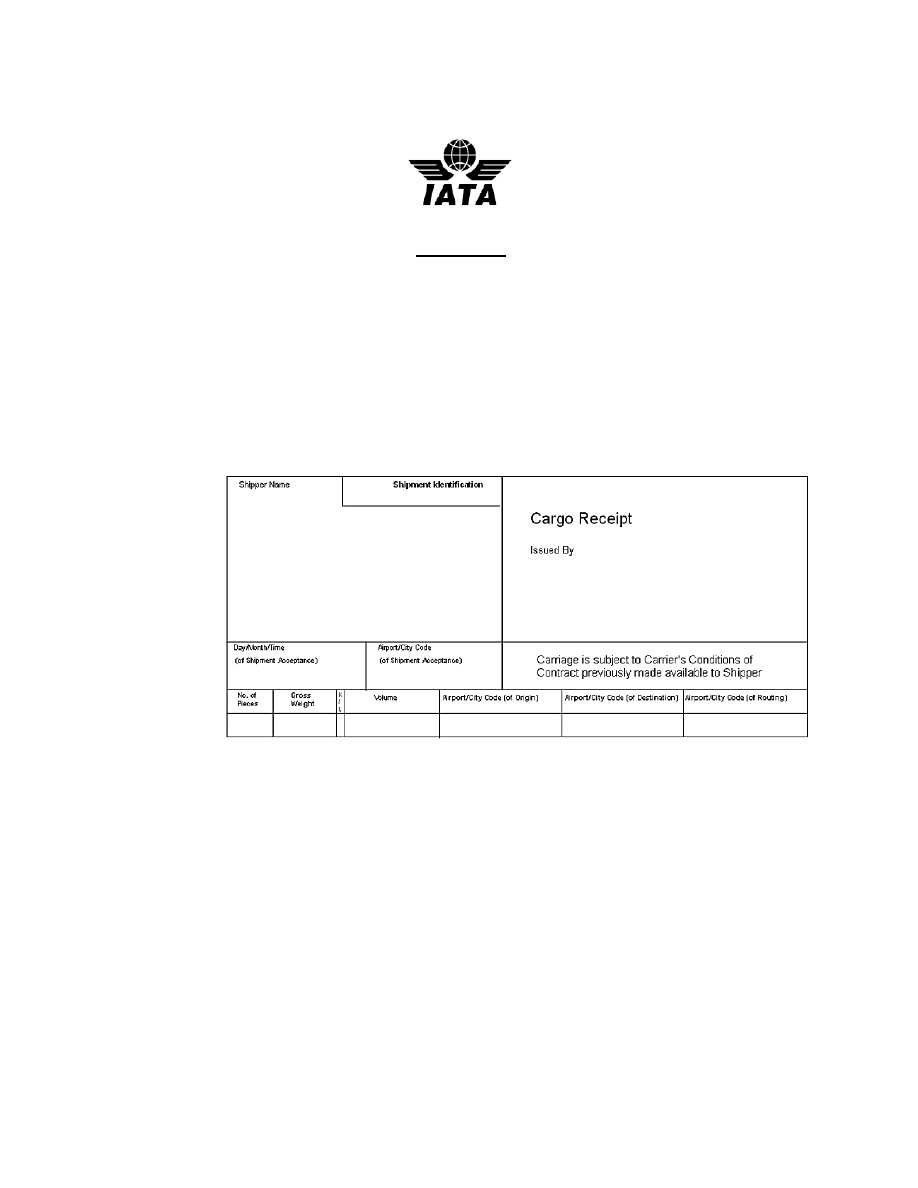 IATA
Shipper Name
Shipment Identification
Cargo Receipt
Issued By
Day/Month/Time
(of Shipment Acceptance)
Airport/City Code
(of Shipment Acceptance)
Carriage is subject to Carrier's Conditions of
Contract previously made available to Shipper
No. of
Pieces
Gross
Weight
K
/
L
Volume
Airport/City Code (of Origin)
Airport/City Code (of Destination)
Airport/City Code (of Routing)